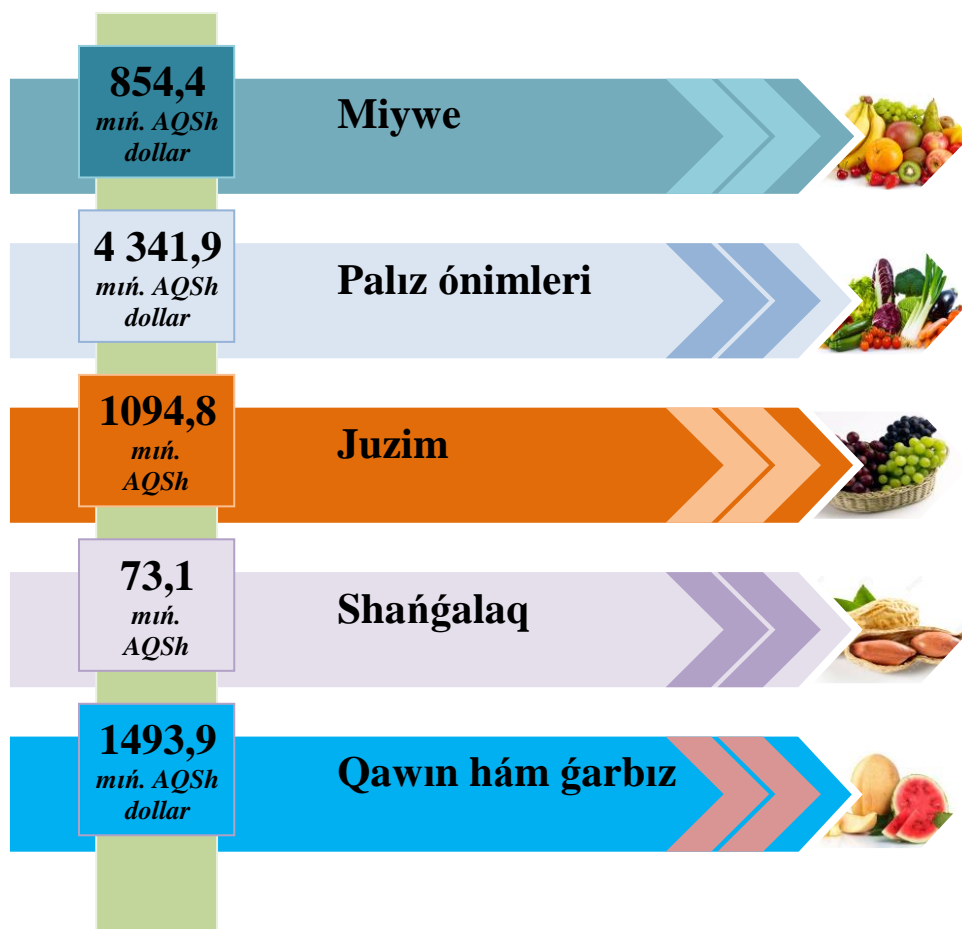 854,4
mıń. AQSh
dollar
Miywe
4 341,9
mıń. AQSh
dollar
Palız ónimleri
1094,8
mıń.
AQSh
Juzim
73,1
mıń.
AQSh
Shańǵalaq
1493,9
mıń. AQSh
dollar
Qawın hám ǵarbız